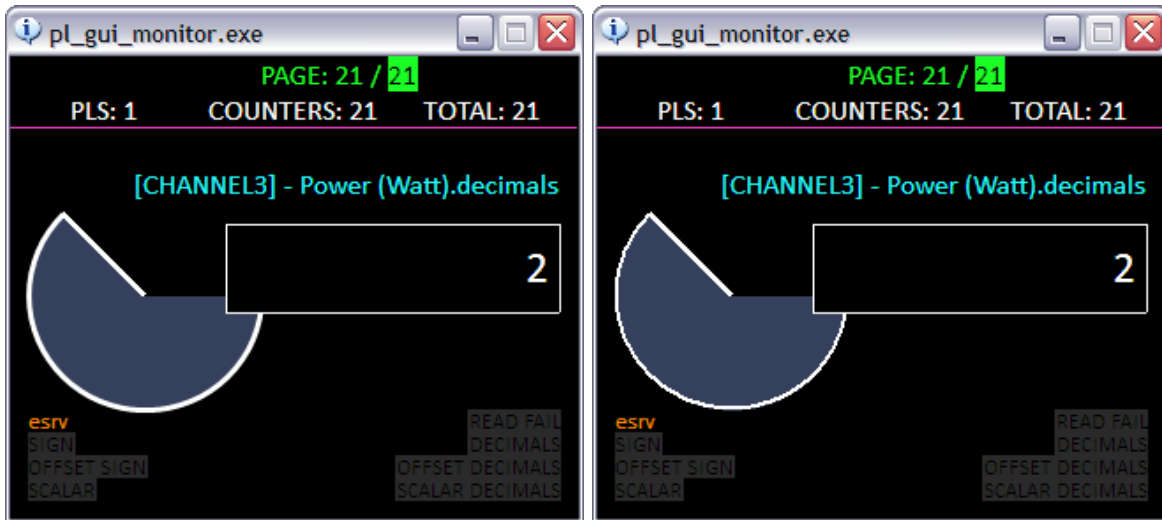 pl_gui_monitor.exe
PAGE: 21 / 21
PLS: 1 COUNTERS: 21 TOTAL: 21
[CHANNEL3] - Power (Watt).decimals
2
esrv READ FAIL
SIGN DECIMALS
OFFSET SIGN OFFSET DECIMALS
SCALAR SCALAR DECIMALS
pl_gui_monitor.exe
PAGE: 21 / 21
PLS: 1 COUNTERS: 21 TOTAL: 21
[CHANNEL3] - Power (Watt).decimals
2
esrv READ FAIL
SIGN DECIMALS
OFFSET SIGN OFFSET DECIMALS
SCALAR SCALAR DECIMALS